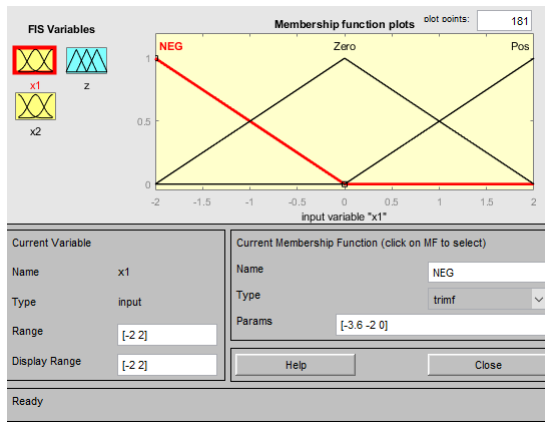 FIS Variables
Membership function plots
plot points:
181
NEG
Zero
Pos
x1
z
x2
1
0.5
0
-2
-1.5
-1
-0.5
0
0.5
1
1.5
2
input variable "x1"
Current Variable
Name
x1
Type
input
Range
[-2 2]
Display Range
[-2 2]
Current Membership Function (click on MF to select)
Name
NEG
Type
trimf
Params
[-3.6 -2 0]
Help
Close
Ready